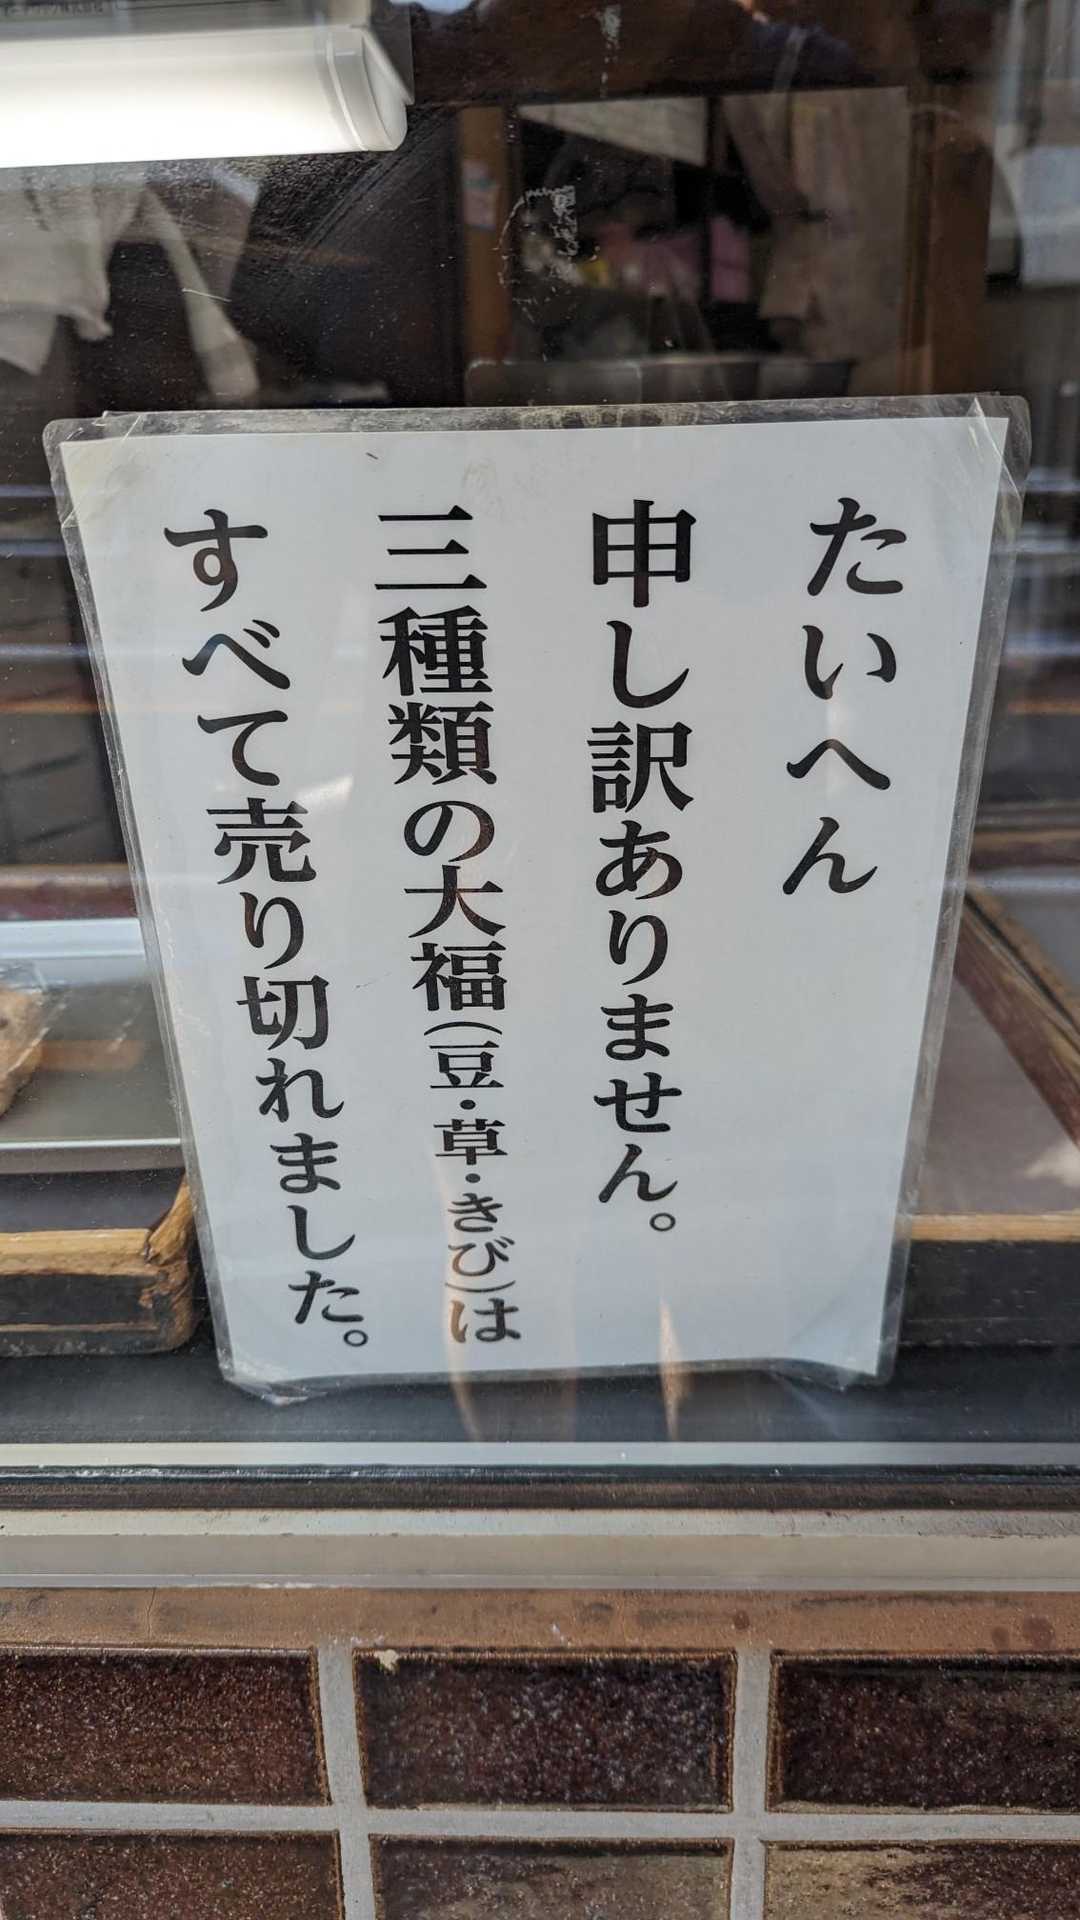 たいへん
申し訳ありません。
三種類の大福(豆・草・きび)は
すべて売り切れました。